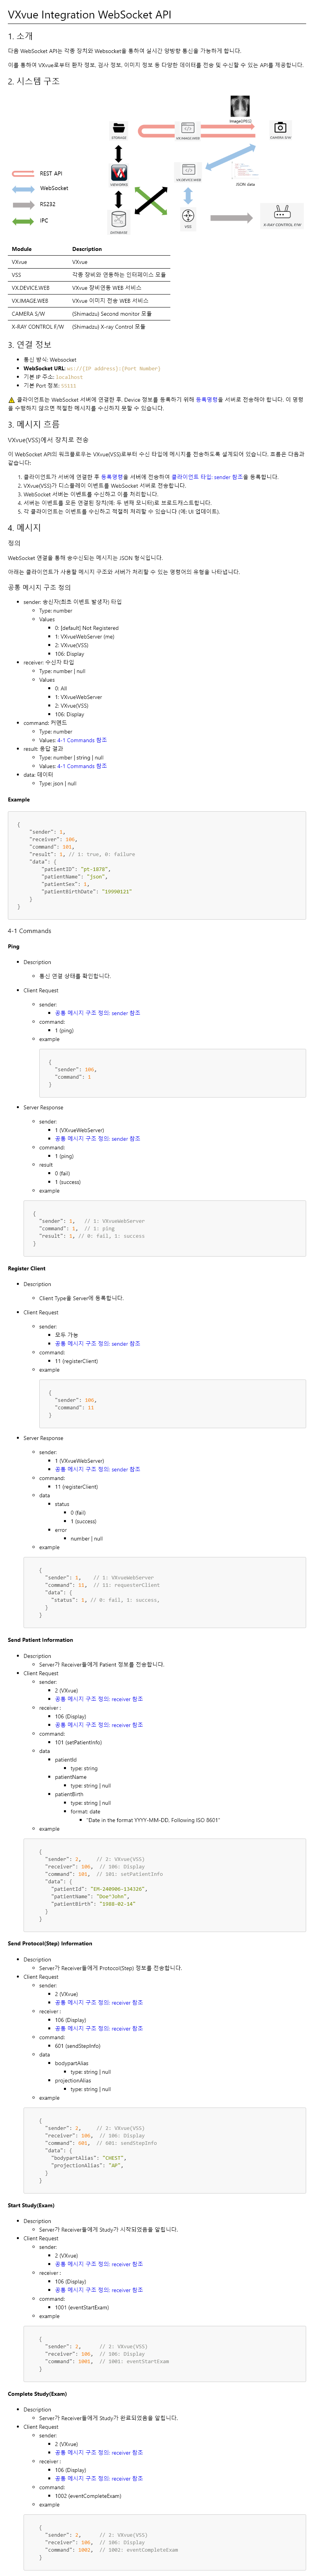 VXvue Integration WebSocket API
1. 소개
다음 WebSocket API는 각종 장치와 Websocket을 통하여 실시간 양방향 통신을 가능하게 합니다.
이를 통하여 VXvue로부터 환자 정보, 검사 정보, 이미지 정보 등 다양한 데이터를 전송 및 수신할 수 있는 API를 제공합니다.
2. 시스템 구조
Image(JPEG)
STORAGE
VX.IMAGE.WEB
CAMERA S/W
REST API
WebSocket
RS232
IPC
VIEWORKS
VX.DEVICE.WEB
JSON data
DATABASE
VSS
X-RAY CONTROL F/W
Module Description
VXvue VXvue
VSS 각종 장비와 연동하는 인터페이스 모듈
VX.DEVICE.WEB VXvue 장비연동 WEB 서비스
VX.IMAGE.WEB VXvue 이미지 전송 WEB 서비스
CAMERA S/W (Shimadzu) Second monitor 모듈
X-RAY CONTROL F/W (Shimadzu) X-ray Control 모듈
3. 연결 정보
통신 방식: Websocket
WebSocket URL: ws://{IP address}:{Port Number}
기본 IP 주소: localhost
기본 Port 정보:
클라이언트는 WebSocket 서버에 연결한 후, Device 정보를 등록하기 위해 등록명령을 서버로 전송해야 합니다. 이 명령
을 수행하지 않으면 적절한 메시지를 수신하지 못할 수 있습니다.
3. 메시지 흐름
VXvue(VSS)에서 장치로 전송
이 WebSocket API의 워크플로우는 VXvue(VSS)로부터 수신 타입에 메시지를 전송하도록 설계되어 있습니다. 흐름은 다음과
같습니다:
1. 클라이언트가 서버에 연결한 후 등록명령을 서버에 전송하여 클라이언트 타입: sender 참조을 등록합니다.
2. VXvue(VSS)가 디스플레이 이벤트를 WebSocket 서버로 전송합니다.
3. WebSocket 서버는 이벤트를 수신하고 이를 처리합니다.
4. 서버는 이벤트를 모든 연결된 장치(예: 두 번째 모니터)로 브로드캐스트합니다.
5. 각 클라이언트는 이벤트를 수신하고 적절히 처리할 수 있습니다 (예: UI 업데이트).
4. 메시지
정의
WebSocket 연결을 통해 송수신되는 메시지는 JSON 형식입니다.
아래는 클라이언트가 사용할 메시지 구조와 서버가 처리할 수 있는 명령어의 유형을 나타냅니다.
공통 메시지 구조 정의
sender: 송신자(최초 이벤트 발생자) 타입
Type: number
Values
0: [default] Not Registered
1: VXvueWebServer (me)
2: VXvue(VSS)
106: Display
receiver: 수신자 타입
Type: number | null
Values
0: All
1: VXvueWebServer
2: VXvue(VSS)
106: Display
command: 커맨드
Type: number
Values: 4-1 Commands 참조
result: 응답 결과
Type: number | string | null
Values: 4-1 Commands 참조
data: 데이터
Type: json | null
Example
{
"sender": 1,
"receiver": 106,
"command": 101,
"result": 1, // 1: true, 0: failure
"data": {
"patientID": "pt-1878",
"patientName": "json",
"patientSex": 1,
"patientBirthDate": "19990121"
}
}
4-1 Commands
Ping
Description
통신 연결 상태를 확인합니다.
Client Request
sender:
공통 메시지 구조 정의: sender 참조
command:
1 (ping)
example
{
"sender": 106,
"command": 1
}
Server Response
sender:
1 (VXvueWebServer)
공통 메시지 구조 정의: sender 참조
command:
1 (ping)
result
0 (fail)
1 (success)
example
{
"sender": 1, // 1: VXvueWebServer
"command": 1, // 1: ping
"result": 1, // 0: fail, 1: success
}
Register Client
Description
Client Type을 Server에 등록합니다.
Client Request
sender:
모두 가능
공통 메시지 구조 정의: sender 참조
command:
11 (registerClient)
example
{
"sender": 106,
"command": 11
}
Server Response
sender:
1 (VXvueWebServer)
공통 메시지 구조 정의: sender 참조
command:
11 (registerClient)
data
status
0 (fail)
1 (success)
error
number | null
example
{
"sender": 1, // 1: VXvueWebServer
"command": 11, // 11: requesterClient
"data": {
"status": 1, // 0: fail, 1: success,
}
}
Send Patient Information
Description
Server가 Receiver들에게 Patient 정보를 전송합니다.
Client Request
sender:
2 (VXvue)
공통 메시지 구조 정의: receiver 참조
receiver :
106 (Display)
공통 메시지 구조 정의: receiver 참조
command:
101 (setPatientInfo)
data
patientId
type: string
patientName
type: string | null
patientBirth
type: string | null
format: date
"Date in the format YYYY-MM-DD, Following ISO 8601"
example
{
"sender": 2, // 2: VXvue(VSS)
"receiver": 106, // 106: Display
"command": 101, // 101: setPatientInfo
"data": {
"patientId": "EM-240906-134326",
"patientName": "Doe^John",
"patientBirth": "1988-02-14"
}
}
Send Protocol(Step) Information
Description
Server가 Receiver들에게 Protocol(Step) 정보를 전송합니다.
Client Request
sender:
2 (VXvue)
공통 메시지 구조 정의: receiver 참조
receiver :
106 (Display)
공통 메시지 구조 정의: receiver 참조
command:
601 (sendStepInfo)
data
bodypartAlias
type: string | null
projectionAlias
type: string | null
example
{
"sender": 2, // 2: VXvue(VSS)
"receiver": 106, // 106: Display
"command": 601, // 601: sendStepInfo
"data": {
"bodypartAlias": "CHEST",
"projectionAlias": "AP",
}
}
Start Study(Exam)
Description
Server가 Receiver들에게 Study가 시작되었음을 알립니다.
Client Request
sender:
2 (VXvue)
공통 메시지 구조 정의: receiver 참조
receiver :
106 (Display)
공통 메시지 구조 정의: receiver 참조
command:
1001 (eventStartExam)
example
{
"sender": 2, // 2: VXvue(VSS)
"receiver": 106, // 106: Display
"command": 1001, // 1001: eventStartExam
}
Complete Study(Exam)
Description
Server가 Receiver들에게 Study가 완료되었음을 알립니다.
Client Request
sender:
2 (VXvue)
공통 메시지 구조 정의: receiver 참조
receiver :
106 (Display)
공통 메시지 구조 정의: receiver 참조
command:
1002 (eventCompleteExam)
example
{
"sender": 2, // 2: VXvue(VSS)
"receiver": 106, // 106: Display
"command": 1002, // 1002: eventCompleteExam
}